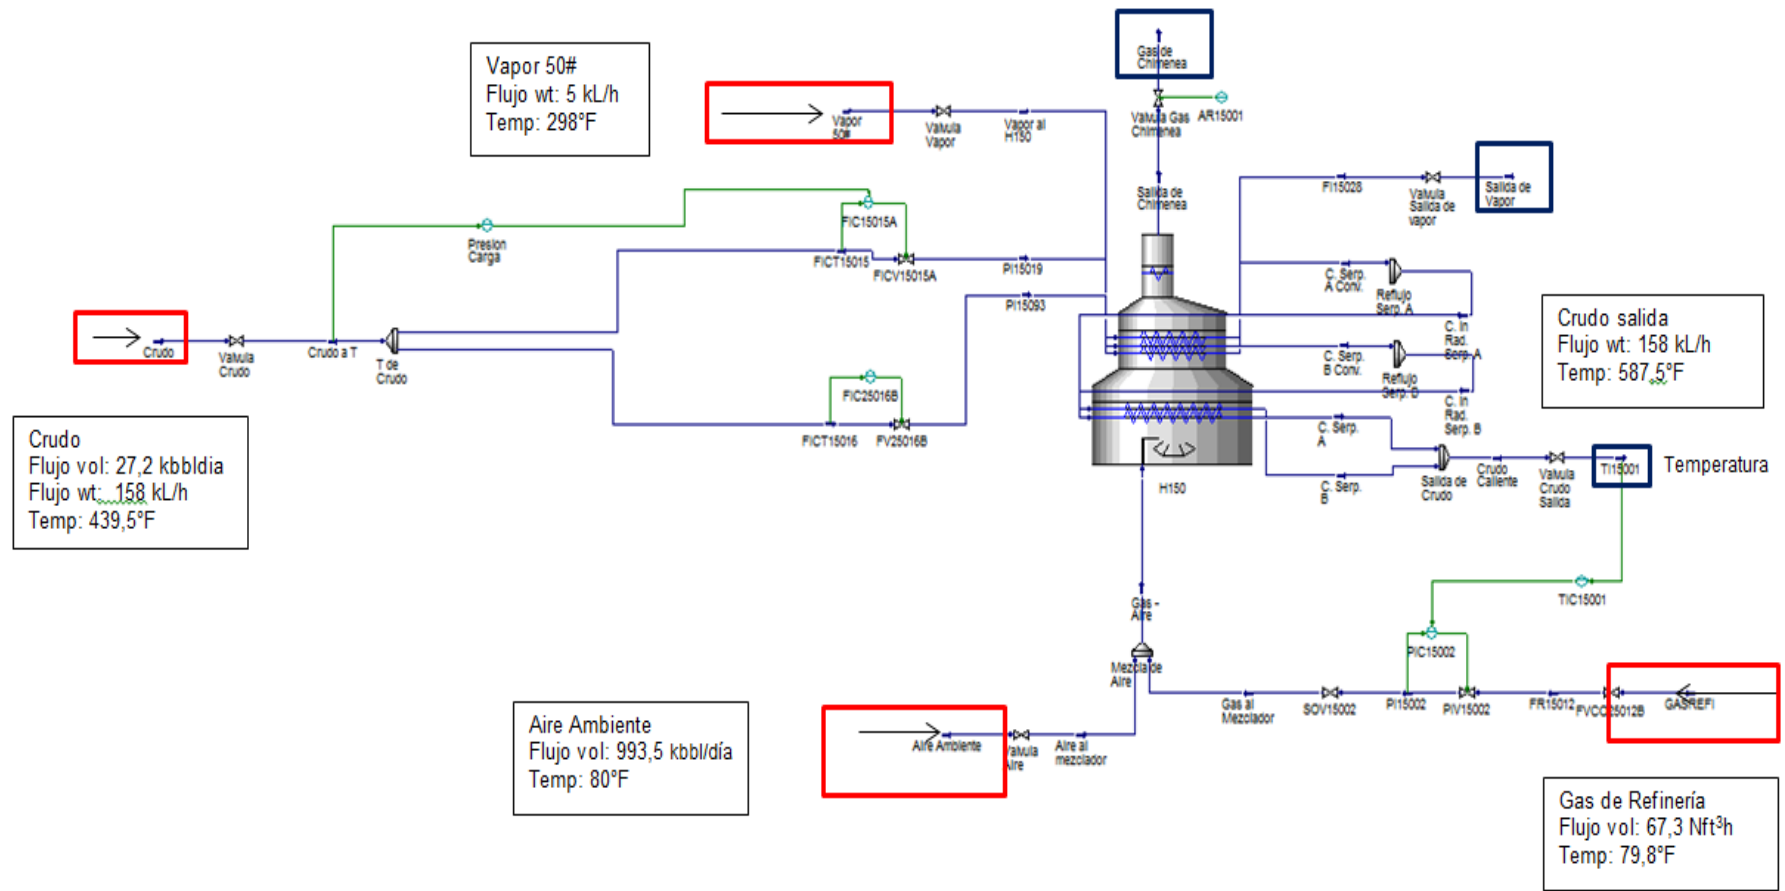 Gas de
Chimenea
Vapor 50#
Flujo wt: 5 kL/h
Temp: 298ºF
Vapor
50#
Valvula
Vapor
Vapor al
H150
Valvula Gas
Chimenea
AR15001
Salida de
Chimenea
FI15028
Valvula
Salida de
vapor
Salida de
Vapor
FIC15015A
Presion
Carga
FICT15015
FICV15015A
PI15019
PI15093
C. Serp.
A Conv.
Reflujo
Serp. A
C. In
Rad.
Serp. A
Crudo salida
Flujo wt: 158 kL/h
Temp: 587,5ºF
Crudo
Valvula
Crudo
Crudo a T
T de
Crudo
C. Serp.
B Conv.
Reflujo
Serp. B
C. In
Rad.
Serp. B
FIC25016B
FICT15016
FV25016B
Crudo
Flujo vol: 27,2 kbbldia
Flujo wt: 158 kL/h
Temp: 439,5ºF
C. Serp.
A
C. Serp.
B
H150
Salida de
Crudo
Crudo
Caliente
Valvula
Crudo
Salida
TI15001
Temperatura
TIC15001
Gas -
Aire
PIC15002
Mezcla de
Aire
Gas al
Mezclador
SOV15002
PI15002
PIV15002
FR15012
FVCO25012B
GASREFI
Aire Ambiente
Flujo vol: 993,5 kbbl/día
Temp: 80ºF
Aire Ambiente
Valvula
Aire
Aire al
mezclador
Gas de Refinería
Flujo vol: 67,3 Nft³h
Temp: 79,8ºF